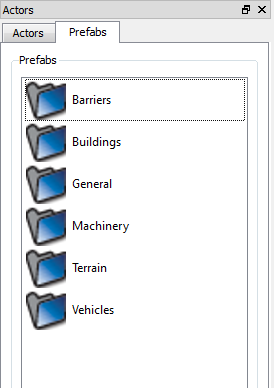 Actors
Actors Prefabs
Prefabs
Barriers
Buildings
General
Machinery
Terrain
Vehicles